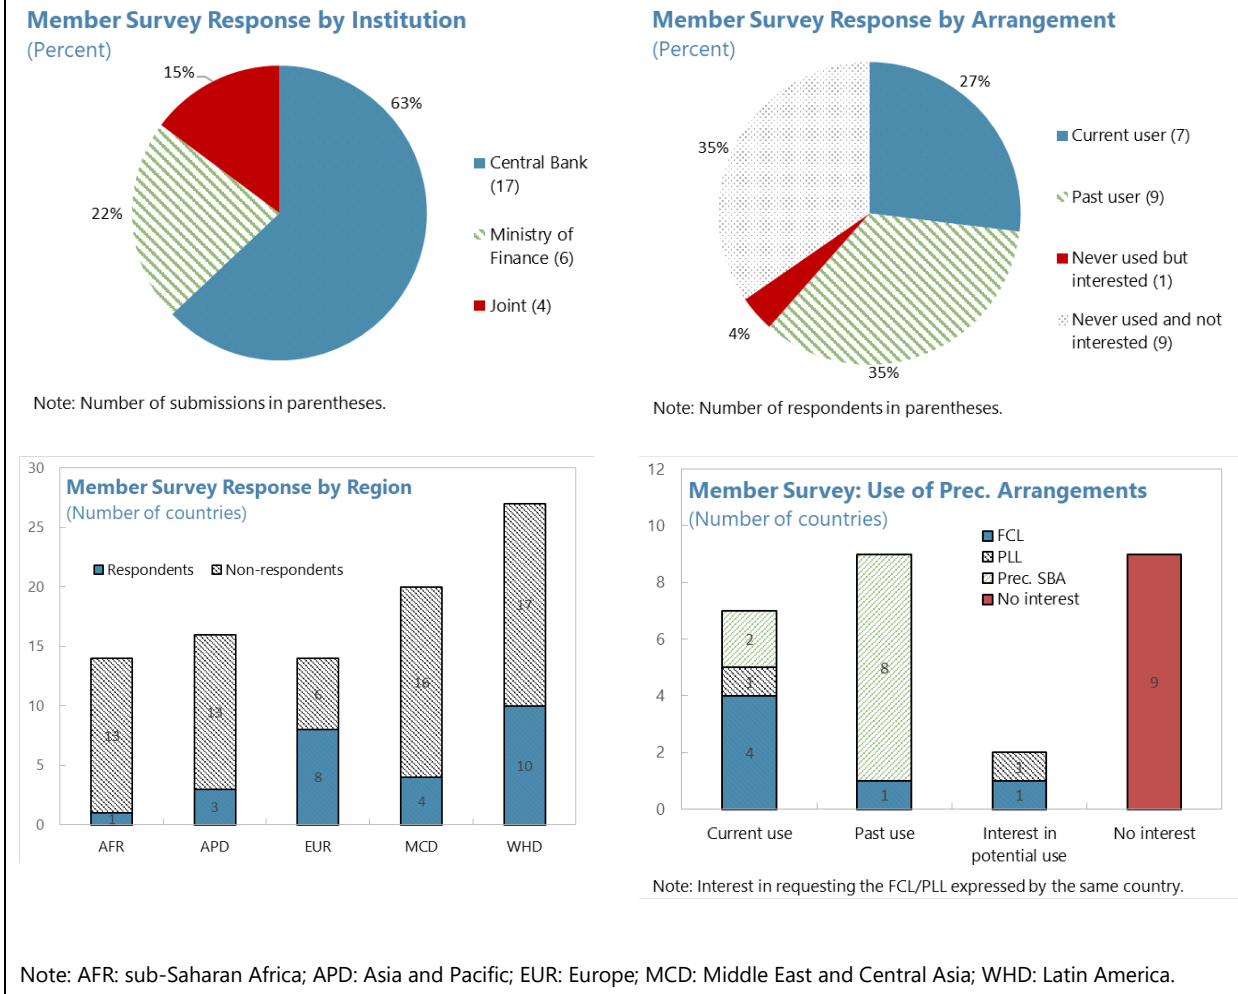 Member Survey Response by Institution
(Percent)
15%
63%
22%
Central Bank
(17)
Ministry of
Finance (6)
Joint (4)
Note: Number of submissions in parentheses.
Member Survey Response by Arrangement
(Percent)
27%
35%
4%
35%
Current user (7)
Past user (9)
Never used but
interested (1)
Never used and not
interested (9)
Note: Number of respondents in parentheses.
Member Survey Response by Region
(Number of countries)
Respondents Non-respondents
30
25
20
15
10
5
0
13
1
13
3
6
8
16
4
17
10
AFR APD EUR MCD WHD
Member Survey: Use of Prec. Arrangements
(Number of countries)
FCL
PLL
Prec. SBA
No interest
12
10
8
6
4
2
0
2
1
4
8
1
1
1
9
Current use Past use Interest in No interest
potential use
Note: Interest in requesting the FCL/PLL expressed by the same country.
Note: AFR: sub-Saharan Africa; APD: Asia and Pacific; EUR: Europe; MCD: Middle East and Central Asia; WHD: Latin America.